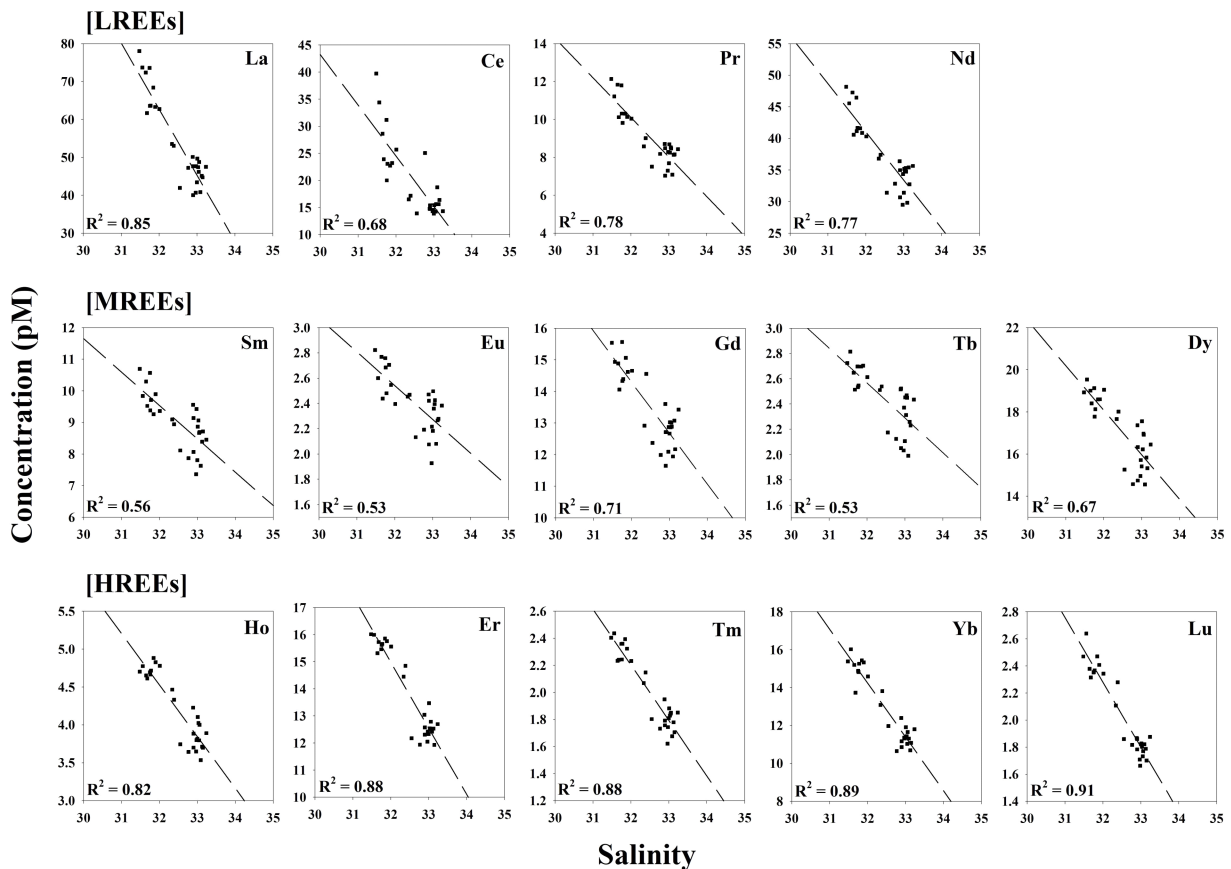 [LREEs]
La
80
70
60
50
40
30
R² = 0.85
30 31 32 33 34 35
Ce
45
40
35
30
25
20
15
10
R² = 0.68
30 31 32 33 34 35
Pr
14
12
10
8
6
4
R² = 0.78
30 31 32 33 34 35
Nd
55
50
45
40
35
30
25
R² = 0.77
30 31 32 33 34 35
Concentration (pM)
[MREEs]
Sm
12
11
10
9
8
7
6
R² = 0.56
30 31 32 33 34 35
Eu
3.0
2.8
2.6
2.4
2.2
2.0
1.8
1.6
R² = 0.53
30 31 32 33 34 35
Gd
16
15
14
13
12
11
10
R² = 0.71
30 31 32 33 34 35
Tb
3.0
2.8
2.6
2.4
2.2
2.0
1.8
1.6
R² = 0.53
30 31 32 33 34 35
Dy
22
20
18
16
14
R² = 0.67
30 31 32 33 34 35
[HREEs]
Ho
5.5
5.0
4.5
4.0
3.5
3.0
R² = 0.82
30 31 32 33 34 35
Er
17
16
15
14
13
12
11
10
R² = 0.88
30 31 32 33 34 35
Tm
2.6
2.4
2.2
2.0
1.8
1.6
1.4
1.2
R² = 0.88
30 31 32 33 34 35
Yb
18
16
14
12
10
8
R² = 0.89
30 31 32 33 34 35
Lu
2.8
2.6
2.4
2.2
2.0
1.8
1.6
1.4
R² = 0.91
30 31 32 33 34 35
Salinity